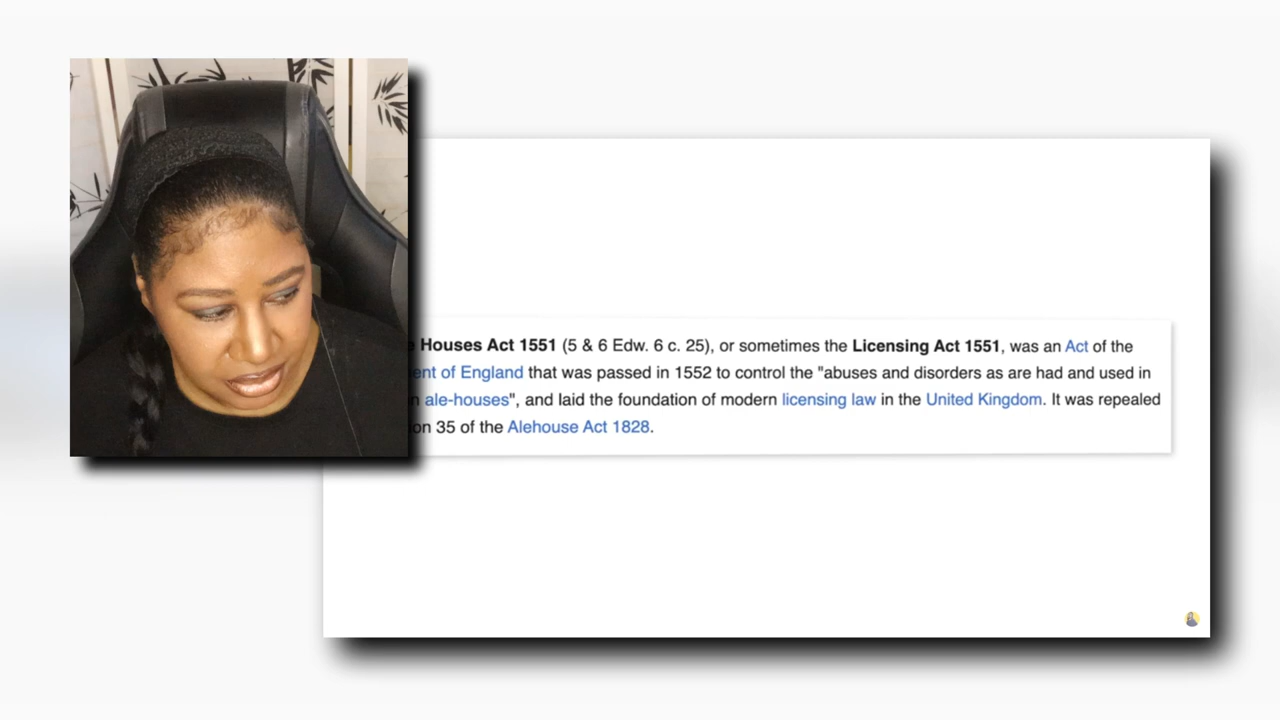 Houses Act 1551 (5 & 6 Edw. 6 c. 25), or sometimes the Licensing Act 1551, was an Act of the
of England that was passed in 1552 to control the "abuses and disorders as are had and used in
ale-houses", and laid the foundation of modern licensing law in the United Kingdom. It was repealed
35 of the Alehouse Act 1828.